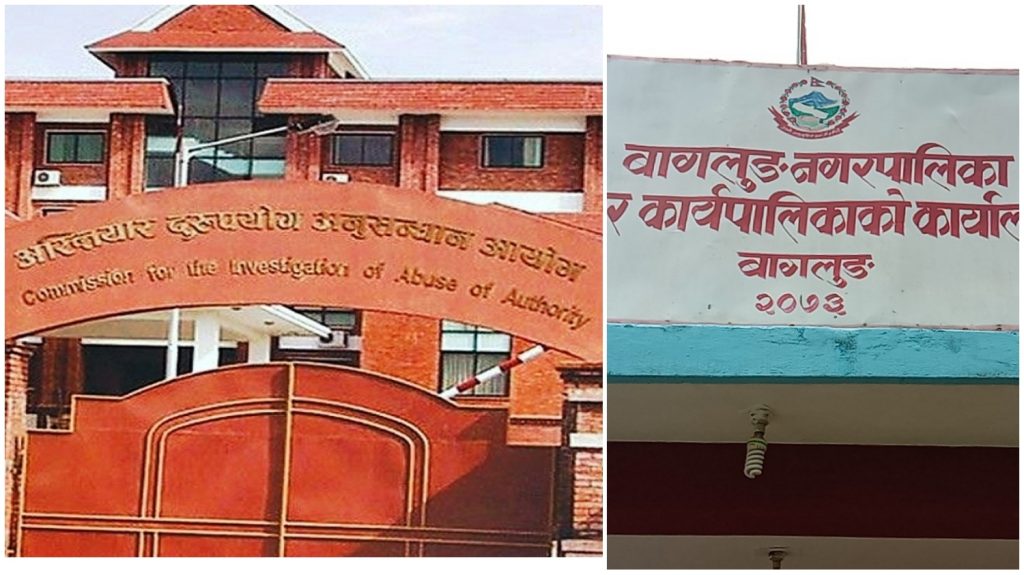 अख्तियार दुरुपयोग अनुसन्धान आयोग
Commission for the Investigation of Abuse of Authority
बागलुङ नगरपालिका
र कार्यपालिकाको कार्याल
बागलुङ
२०७३